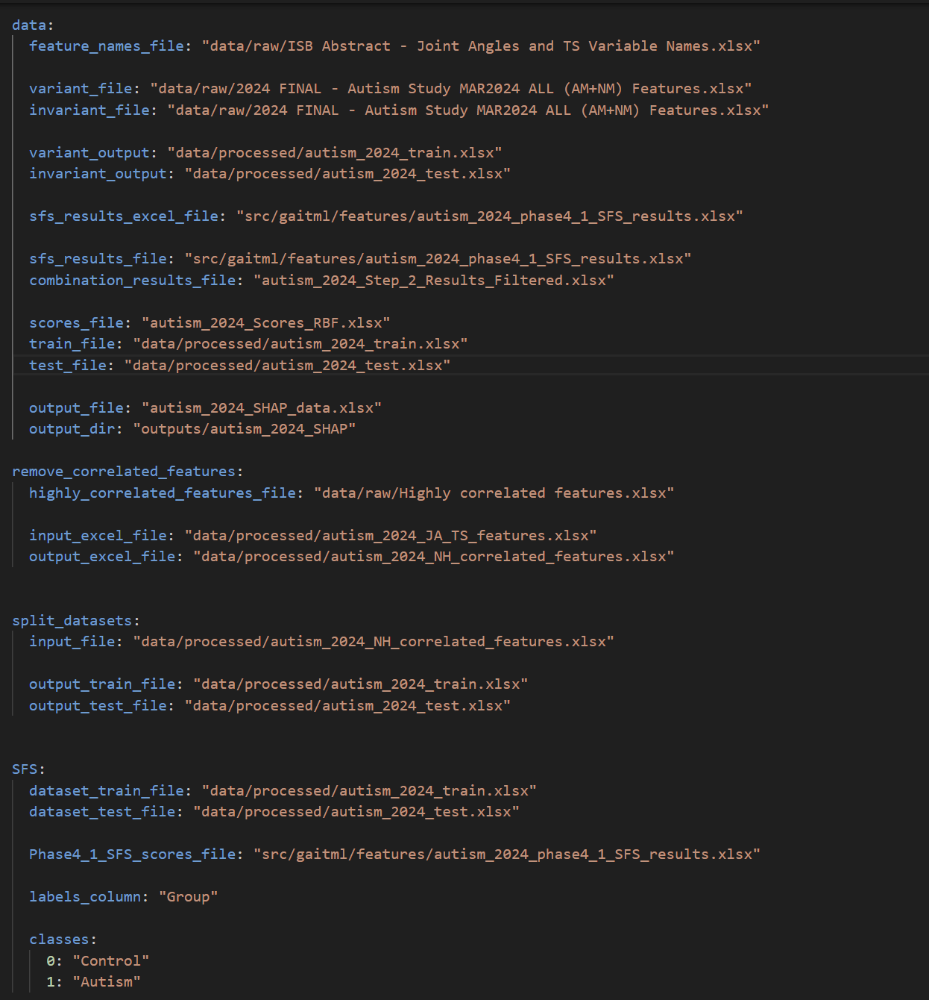 data:
  feature_names_file: "data/raw/ISB Abstract - Joint Angles and TS Variable Names.xlsx"

  variant_file: "data/raw/2024 FINAL - Autism Study MAR2024 ALL (AM+NM) Features.xlsx"
  invariant_file: "data/raw/2024 FINAL - Autism Study MAR2024 ALL (AM+NM) Features.xlsx"

  variant_output: "data/processed/autism_2024_train.xlsx"
  invariant_output: "data/processed/autism_2024_test.xlsx"

  sfs_results_excel_file: "src/gaitml/features/autism_2024_phase4_1_SFS_results.xlsx"

  sfs_results_file: "src/gaitml/features/autism_2024_phase4_1_SFS_results.xlsx"
  combination_results_file: "autism_2024_Step_2_Results_Filtered.xlsx"

  scores_file: "autism_2024_Scores_RBF.xlsx"
  train_file: "data/processed/autism_2024_train.xlsx"
  test_file: "data/processed/autism_2024_test.xlsx"

  output_file: "autism_2024_SHAP_data.xlsx"
  output_dir: "outputs/autism_2024_SHAP"

remove_correlated_features:
  highly_correlated_features_file: "data/raw/Highly correlated features.xlsx"

  input_excel_file: "data/processed/autism_2024_JA_TS_features.xlsx"
  output_excel_file: "data/processed/autism_2024_NH_correlated_features.xlsx"


split_datasets:
  input_file: "data/processed/autism_2024_NH_correlated_features.xlsx"

  output_train_file: "data/processed/autism_2024_train.xlsx"
  output_test_file: "data/processed/autism_2024_test.xlsx"


SFS:
  dataset_train_file: "data/processed/autism_2024_train.xlsx"
  dataset_test_file: "data/processed/autism_2024_test.xlsx"

  Phase4_1_SFS_scores_file: "src/gaitml/features/autism_2024_phase4_1_SFS_results.xlsx"

  labels_column: "Group"

  classes:
    0: "Control"
    1: "Autism"